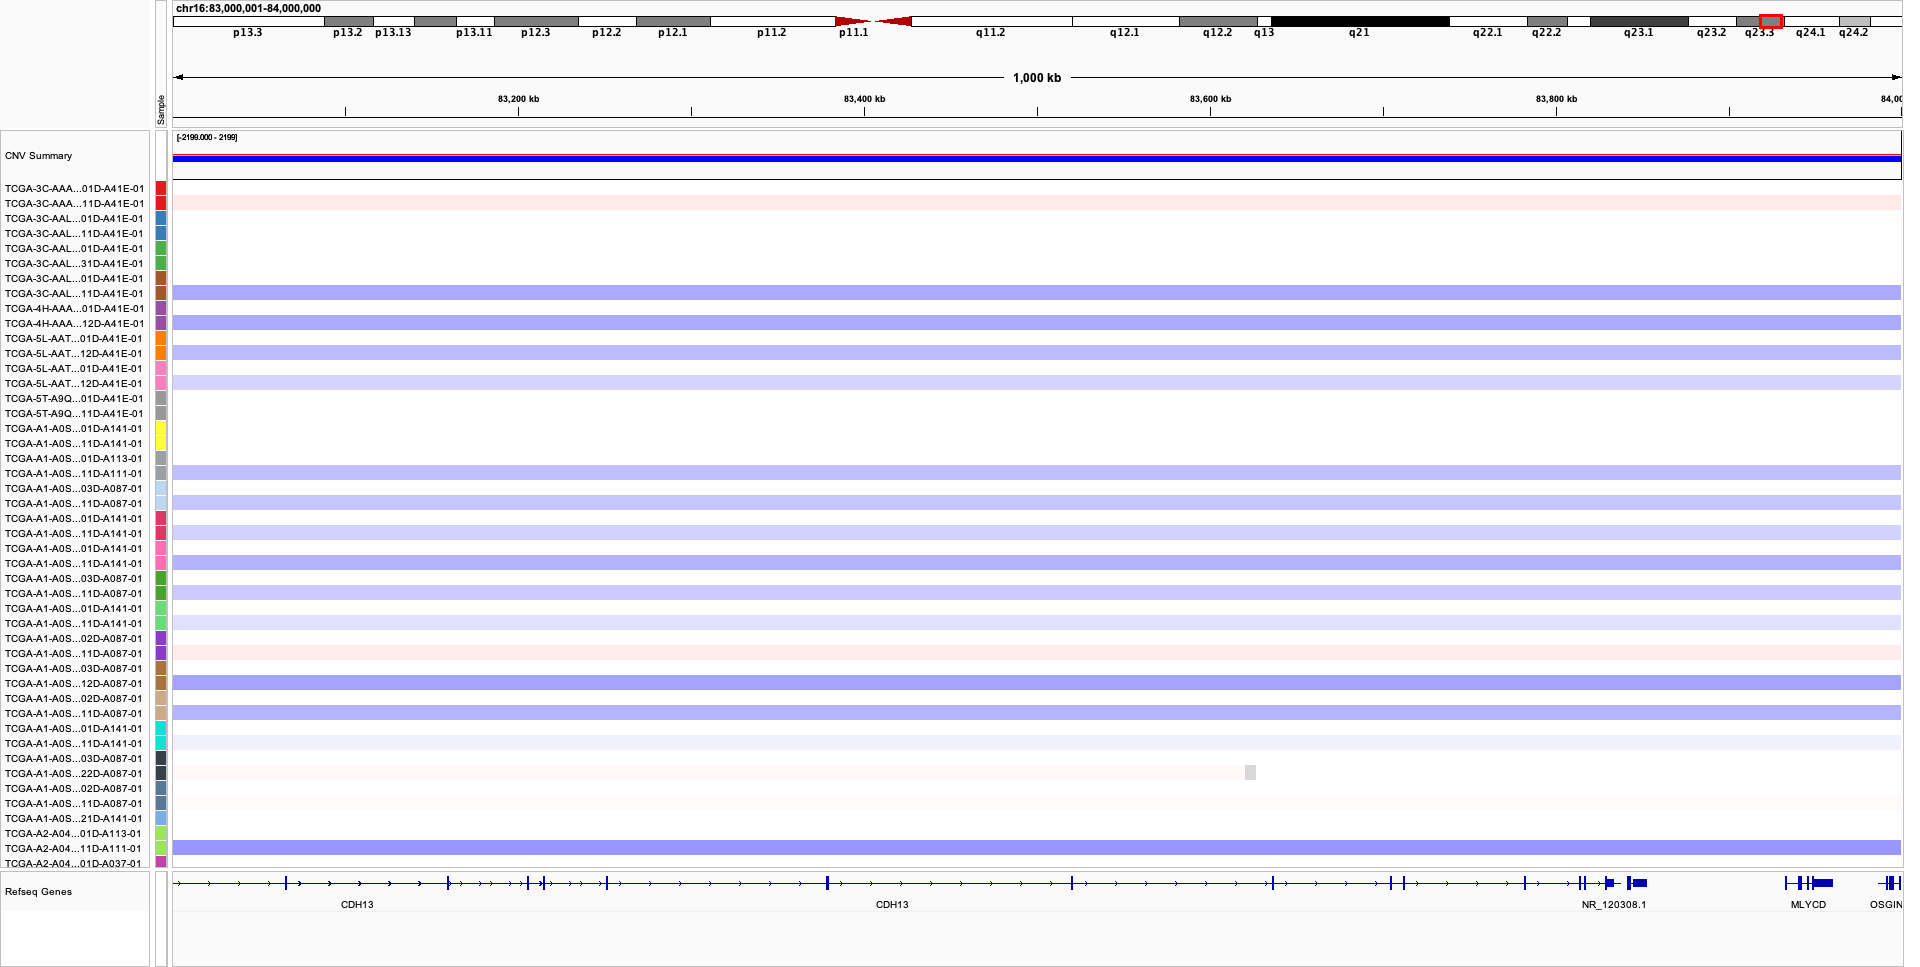 chr16:83,000,001-84,000,000
p13.3 p13.2 p13.13 p13.11 p12.3 p12.2 p12.1 p11.2 p11.1 q11.2 q12.1 q12.2 q13 q21 q22.1 q22.2 q23.1 q23.2 q23.3 q24.1 q24.2
1,000 kb
Sample
83,200 kb 83,400 kb 83,600 kb 83,800 kb 84,00
[-2199.000 - 2199]
CNV Summary
TCGA-3C-AAA...01D-A41E-01
TCGA-3C-AAA...11D-A41E-01
TCGA-3C-AAL...01D-A41E-01
TCGA-3C-AAL...11D-A41E-01
TCGA-3C-AAL...01D-A41E-01
TCGA-3C-AAL...31D-A41E-01
TCGA-3C-AAL...01D-A41E-01
TCGA-3C-AAL...11D-A41E-01
TCGA-4H-AAA...01D-A41E-01
TCGA-4H-AAA...12D-A41E-01
TCGA-5L-AAT...01D-A41E-01
TCGA-5L-AAT...12D-A41E-01
TCGA-5L-AAT...01D-A41E-01
TCGA-5L-AAT...12D-A41E-01
TCGA-5T-A9Q...01D-A41E-01
TCGA-5T-A9Q...11D-A41E-01
TCGA-A1-A0S...01D-A141-01
TCGA-A1-A0S...11D-A141-01
TCGA-A1-A0S...01D-A113-01
TCGA-A1-A0S...11D-A111-01
TCGA-A1-A0S...03D-A087-01
TCGA-A1-A0S...11D-A087-01
TCGA-A1-A0S...01D-A141-01
TCGA-A1-A0S...11D-A141-01
TCGA-A1-A0S...01D-A141-01
TCGA-A1-A0S...11D-A141-01
TCGA-A1-A0S...03D-A087-01
TCGA-A1-A0S...11D-A087-01
TCGA-A1-A0S...01D-A141-01
TCGA-A1-A0S...11D-A141-01
TCGA-A1-A0S...02D-A087-01
TCGA-A1-A0S...11D-A087-01
TCGA-A1-A0S...03D-A087-01
TCGA-A1-A0S...12D-A087-01
TCGA-A1-A0S...02D-A087-01
TCGA-A1-A0S...11D-A087-01
TCGA-A1-A0S...01D-A141-01
TCGA-A1-A0S...11D-A141-01
TCGA-A1-A0S...03D-A087-01
TCGA-A1-A0S...22D-A087-01
TCGA-A1-A0S...02D-A087-01
TCGA-A1-A0S...11D-A087-01
TCGA-A1-A0S...21D-A141-01
TCGA-A2-A04...01D-A113-01
TCGA-A2-A04...11D-A111-01
TCGA-A2-A04...01D-A037-01
Refseq Genes
CDH13 CDH13 NR_120308.1 MLYCD OSGIN